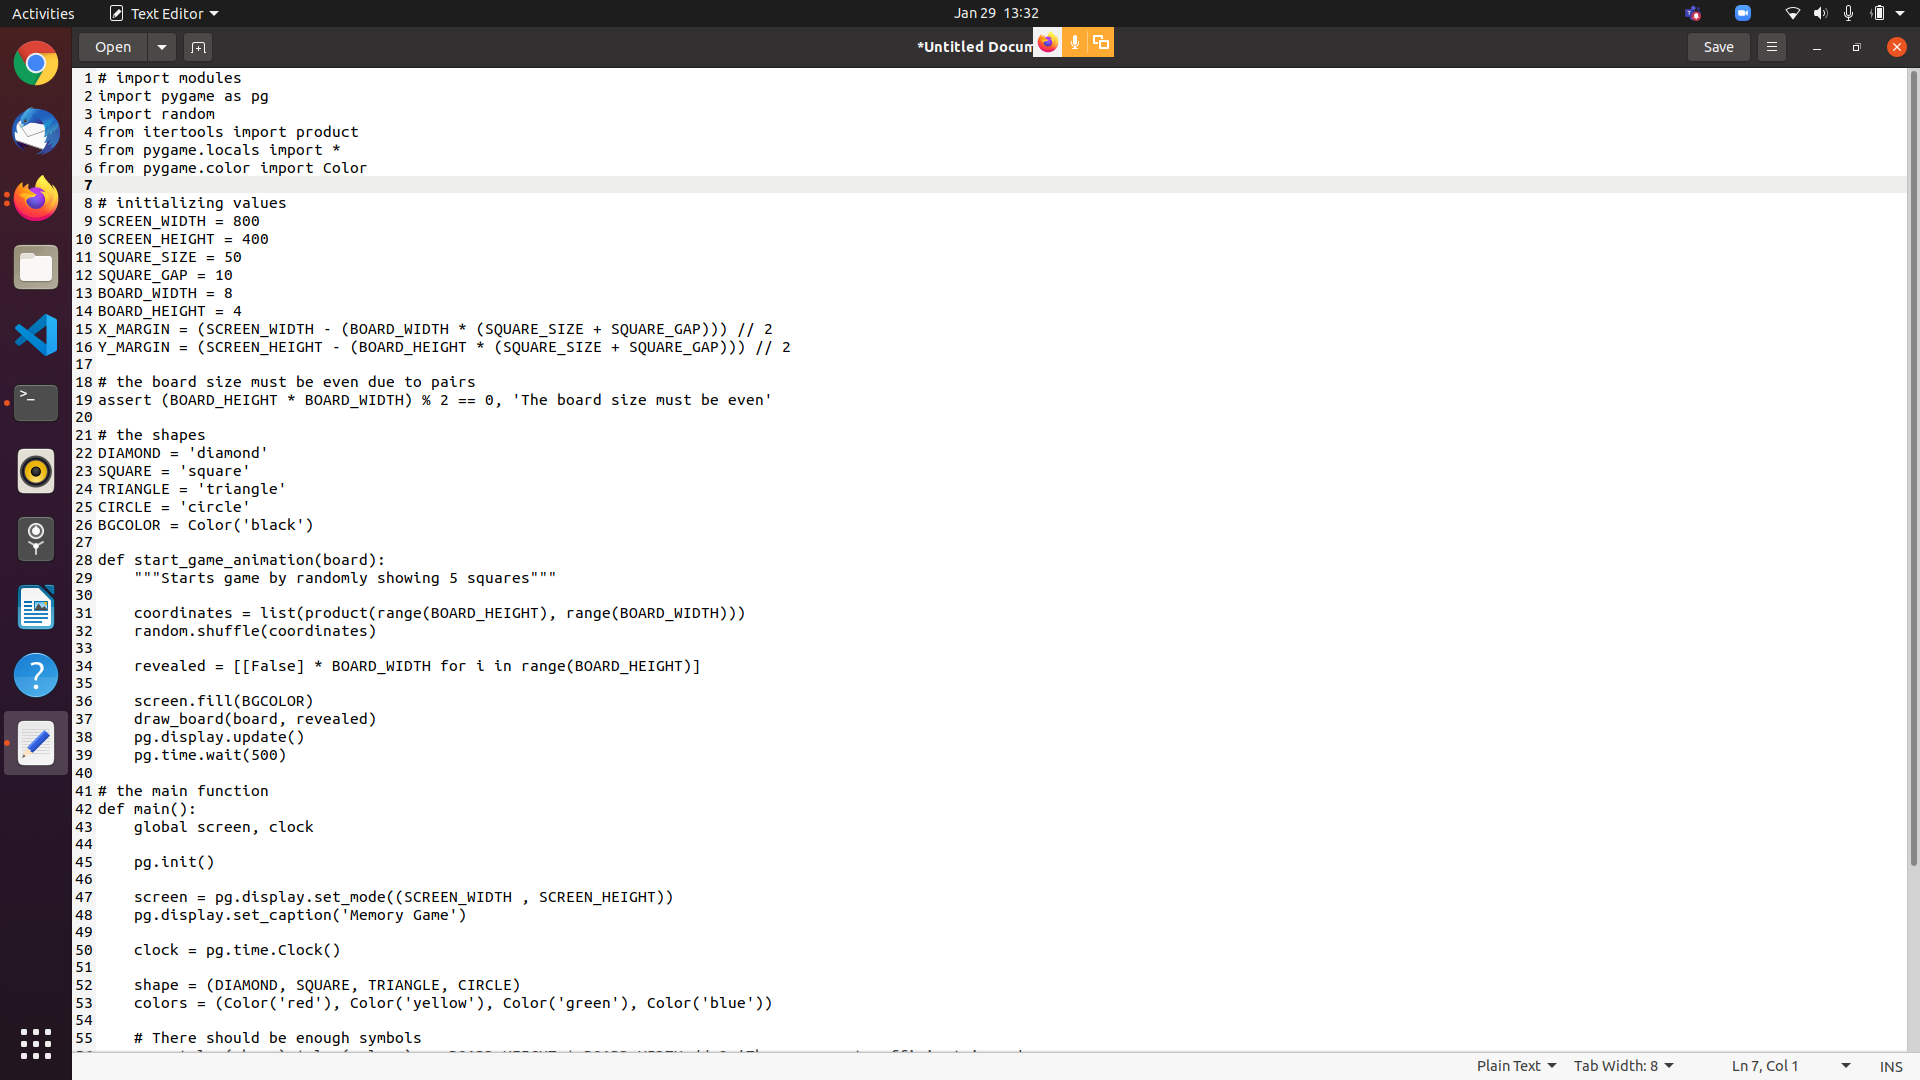 Activities
Text Editor
Jan 29 13:32
Open
*Untitled Docum
Save
1 # import modules
2 import pygame as pg
3 import random
4 from itertools import product
5 from pygame.locals import *
6 from pygame.color import Color
7
8 # initializing values
9 SCREEN_WIDTH = 800
10 SCREEN_HEIGHT = 400
11 SQUARE_SIZE = 50
12 SQUARE_GAP = 10
13 BOARD_WIDTH = 8
14 BOARD_HEIGHT = 4
15 X_MARGIN = (SCREEN_WIDTH - (BOARD_WIDTH * (SQUARE_SIZE + SQUARE_GAP))) // 2
16 Y_MARGIN = (SCREEN_HEIGHT - (BOARD_HEIGHT * (SQUARE_SIZE + SQUARE_GAP))) // 2
17
18 # the board size must be even due to pairs
19 assert (BOARD_HEIGHT * BOARD_WIDTH) % 2 == 0, 'The board size must be even'
20
21 # the shapes
22 DIAMOND = 'diamond'
23 SQUARE = 'square'
24 TRIANGLE = 'triangle'
25 CIRCLE = 'circle'
26 BGCOLOR = Color('black')
27
28 def start_game_animation(board):
29     """Starts game by randomly showing 5 squares"""
30
31     coordinates = list(product(range(BOARD_HEIGHT), range(BOARD_WIDTH)))
32     random.shuffle(coordinates)
33
34     revealed = [[False] * BOARD_WIDTH for i in range(BOARD_HEIGHT)]
35
36     screen.fill(BGCOLOR)
37     draw_board(board, revealed)
38     pg.display.update()
39     pg.time.wait(500)
40
41 # the main function
42 def main():
43     global screen, clock
44
45     pg.init()
46
47     screen = pg.display.set_mode((SCREEN_WIDTH , SCREEN_HEIGHT))
48     pg.display.set_caption('Memory Game')
49
50     clock = pg.time.Clock()
51
52     shape = (DIAMOND, SQUARE, TRIANGLE, CIRCLE)
53     colors = (Color('red'), Color('yellow'), Color('green'), Color('blue'))
54
55     # There should be enough symbols
Plain Text
Tab Width: 8
Ln 7, Col 1
INS